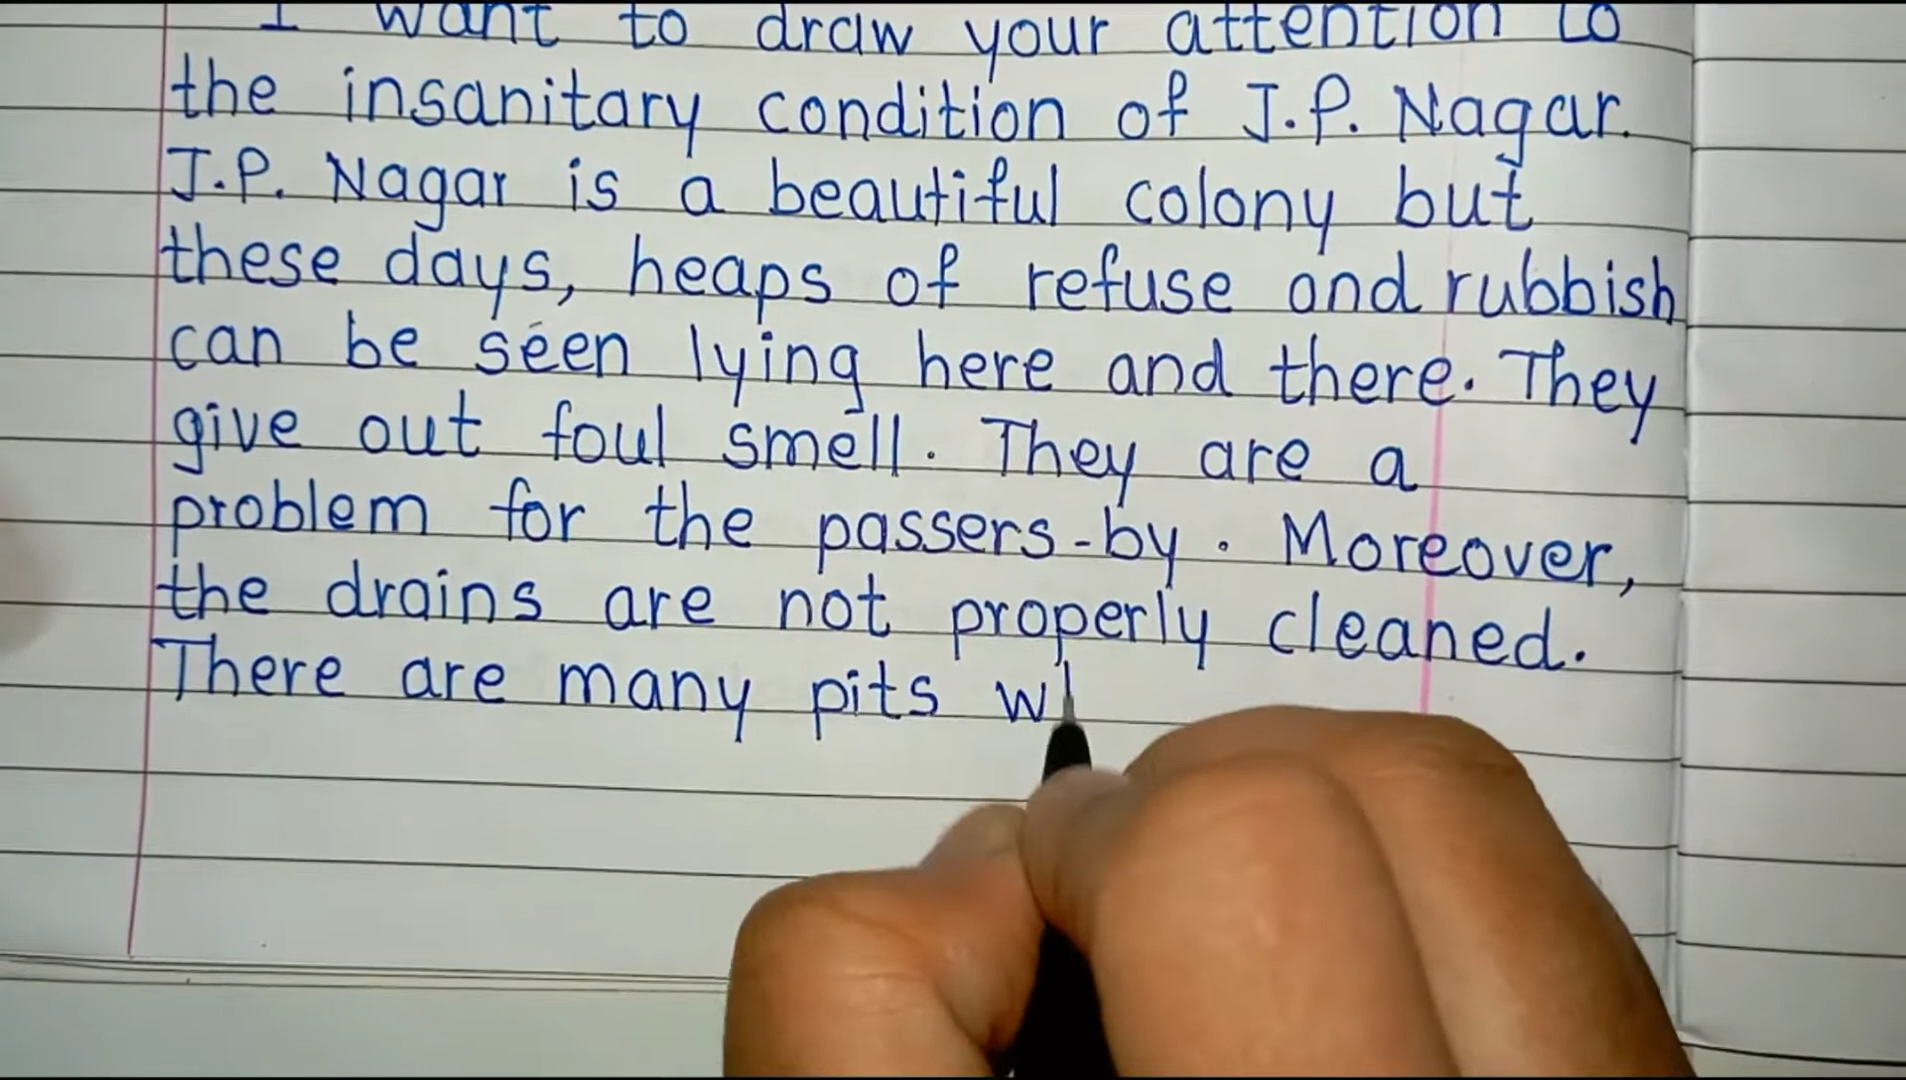 I want to draw your attention to
the insanitary condition of J.P. Nagar.
J.P. Nagar is a beautiful colony but
these days, heaps of refuse and rubbish
can be seen lying here and there. They
give out foul smell. They are a
problem for the passers-by. Moreover,
the drains are not properly cleaned.
There are many pits